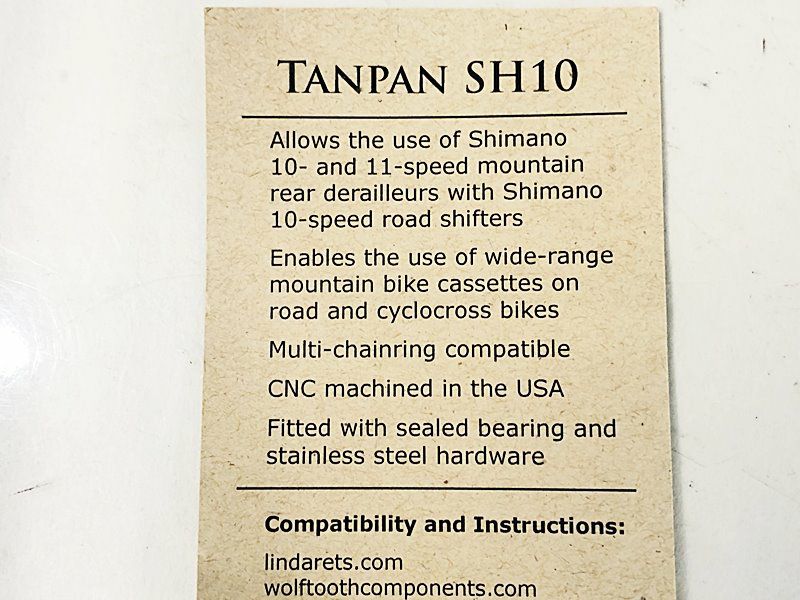 TANPAN SH10
Allows the use of Shimano
10- and 11-speed mountain
rear derailleurs with Shimano
10-speed road shifters
Enables the use of wide-range
mountain bike cassettes on
road and cyclocross bikes
Multi-chainring compatible
CNC machined in the USA
Fitted with sealed bearing and
stainless steel hardware
Compatibility and Instructions:
lindarets.com
wolftoothcomponents.com